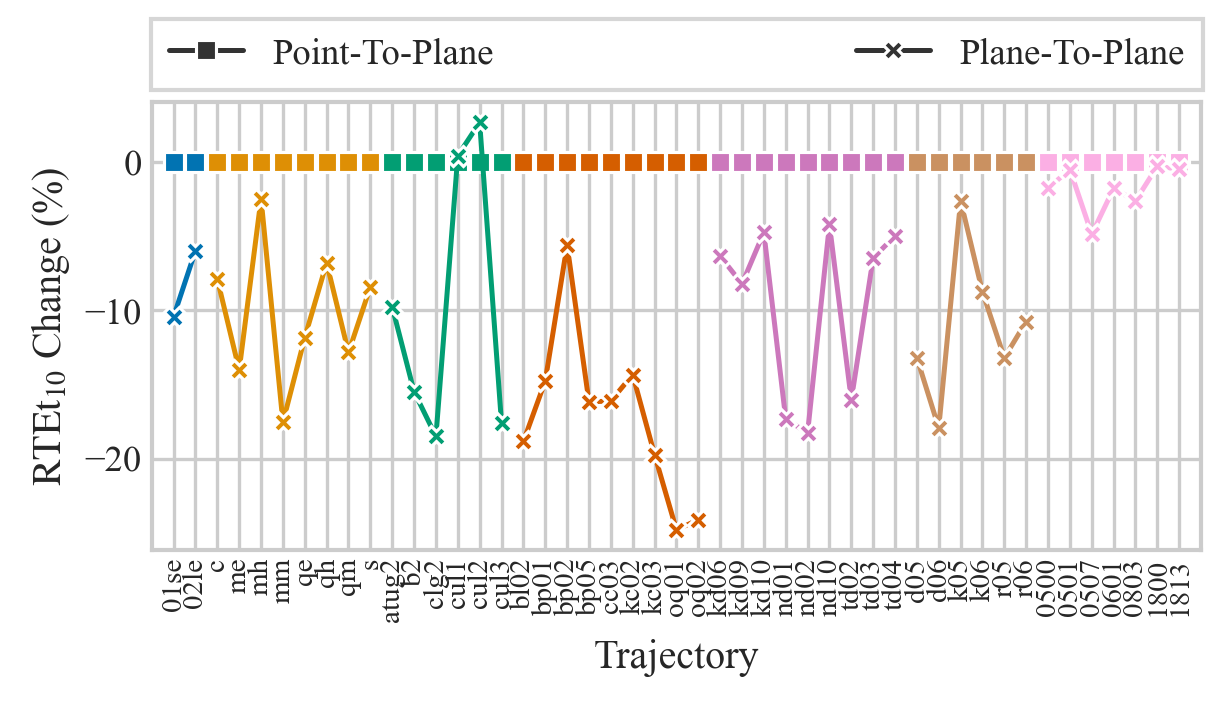 Point-To-Plane
Plane-To-Plane
RTEt10 Change (%)
0
−10
−20
01se
02le
c
me
mh
mm
qe
qh
qm
s
atug2
b2
clg2
cul1
cul2
cul3
bl02
bp01
bp02
bp05
cc03
kc02
kc03
oq01
oq02
kd06
kd09
kd10
nd01
nd02
nd10
td02
td03
td04
d05
d06
k05
k06
r05
r06
0500
0501
0507
0601
0803
1800
1813
Trajectory